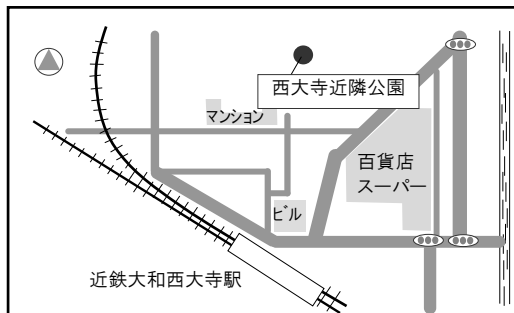 西大寺近隣公園
マンション
百貨店
スーパー
ビル
近鉄大和西大寺駅